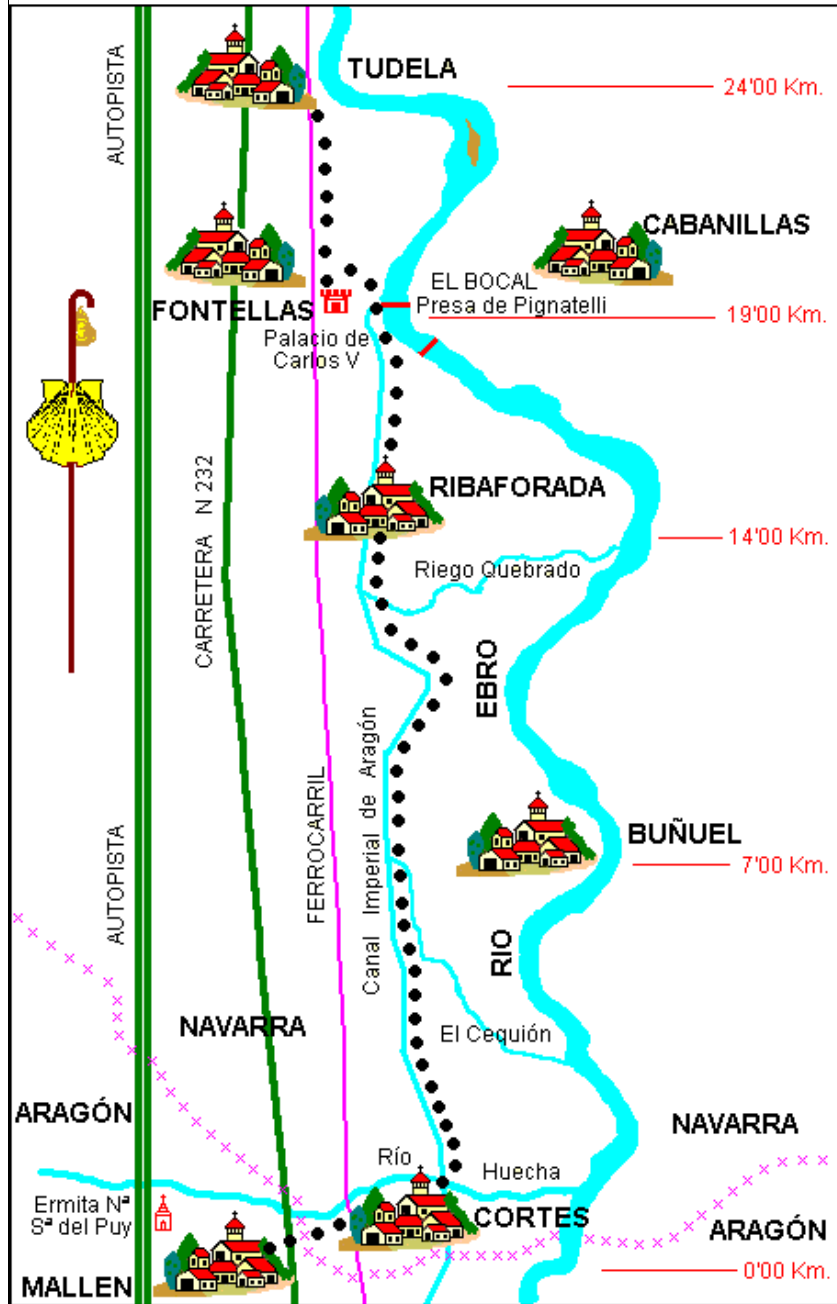 TUDELA
24'00 Km.
AUTOPISTA
CABANILLAS
EL BOCAL
Presa de Pignatelli
FONTELLAS
19'00 Km.
Palacio de
Carlos V
RIBAFORADA
CARRETERA N 232
14'00 Km.
Riego Quebrado
EBRO
Canal Imperial de Aragón
FERROCARRIL
AUTOPISTA
BUÑUEL
7'00 Km.
RIO
NAVARRA
El Cequión
ARAGÓN
NAVARRA
Río
Huecha
Ermita Nª
Sª del Puy
CORTES
ARAGÓN
MALLEN
0'00 Km.